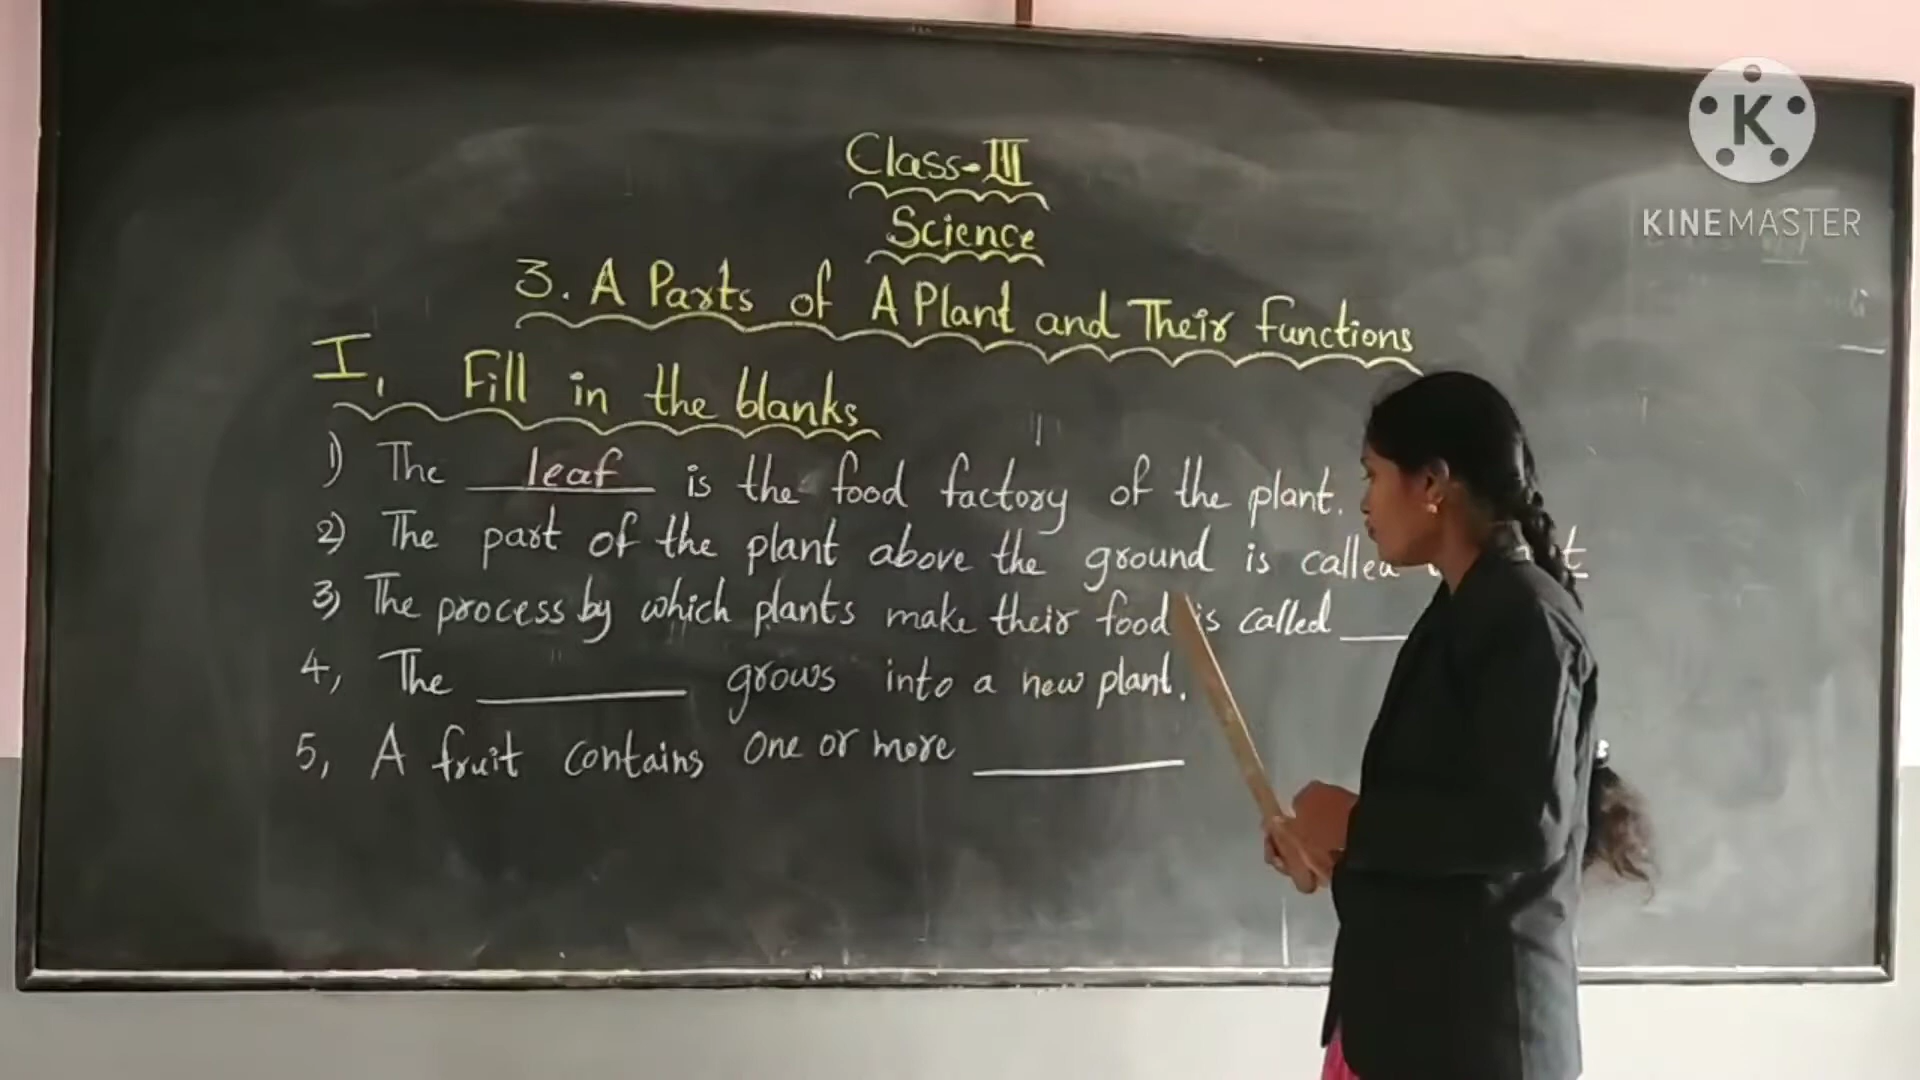 Class-III
Science
3. A Parts of A Plant and Their functions
I, Fill in the blanks
1) The leaf is the food factory of the plant.
2) The part of the plant above the ground is called
3) The process by which plants make their food is called ____
4, The ____ grows into a new plant.
5, A fruit contains one or more ____
K
KINEMASTER